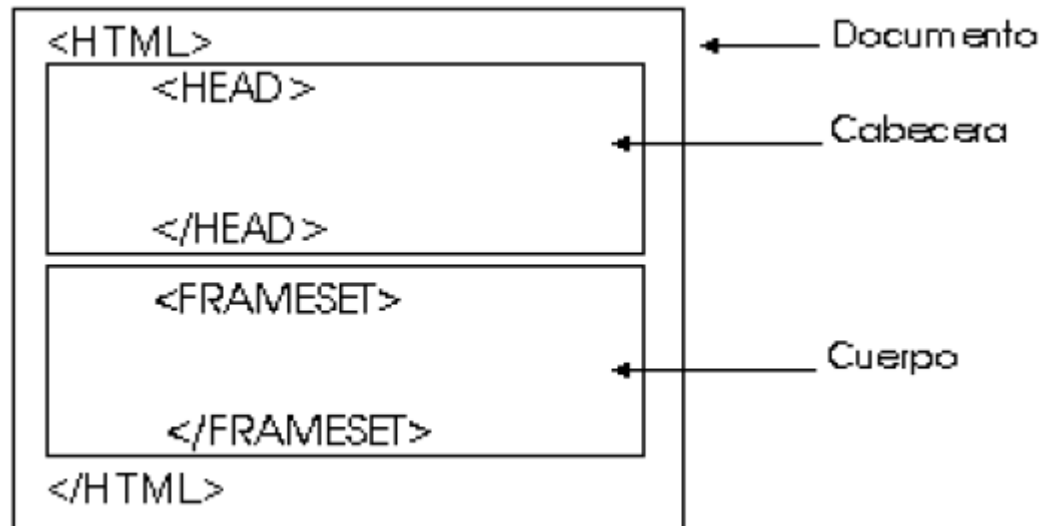 <HTML>
Documento
<HEAD>
Cabecera
</HEAD>
<FRAMESET>
Cuerpo
</FRAMESET>
</HTML>